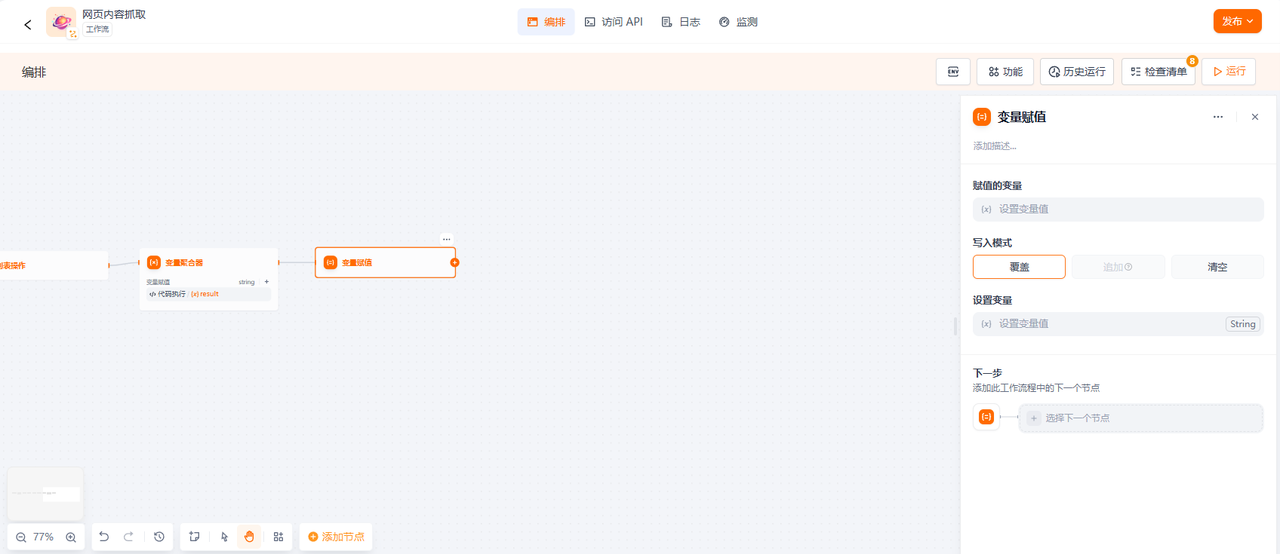 网页内容抓取
工作流
编排
访问 API
日志
监测
发布
编排
ENV
功能
历史运行
检查清单
8
运行
列表操作
变量聚合器
变量赋值
string
代码执行
{x} result
变量赋值
变量赋值
添加描述...
赋值的变量
{x} 设置变量值
写入模式
覆盖
追加
清空
设置变量
{x} 设置变量值
String
下一步
添加此工作流程中的下一个节点
选择下一个节点
77%
添加节点